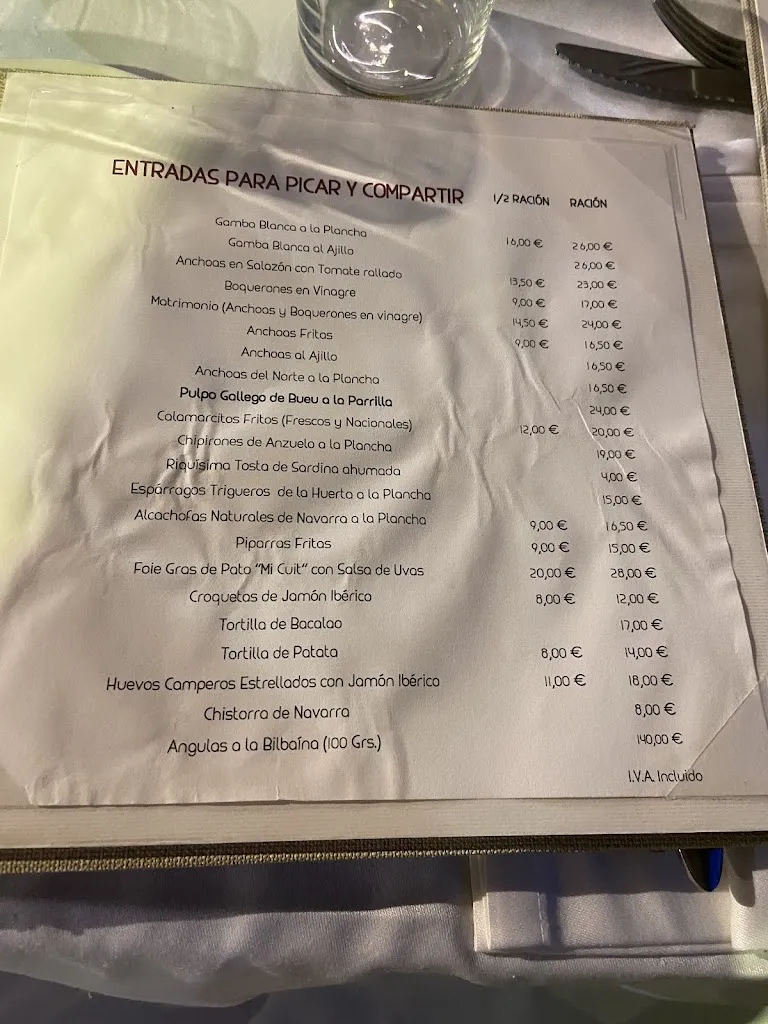 ENTRADAS PARA PICAR Y COMPARTIR 1/2 RACIÓN RACIÓN
Gamba Blanca a la Plancha 16,00 € 26,00 €
Gamba Blanca al Ajillo 26,00 €
Anchoas en Salazón con Tomate rallado 13,50 € 23,00 €
Boquerones en Vinagre 9,00 € 17,00 €
Matrimonio (Anchoas y Boquerones en vinagre) 14,50 € 24,00 €
Anchoas Fritas 9,00 € 16,50 €
Anchoas al Ajillo 16,50 €
Anchoas del Norte a la Plancha 16,50 €
Pulpo Gallego de Bueu a la Parrilla 24,00 €
Calamarcitos Fritos (Frescos y Nacionales) 12,00 € 20,00 €
Chipirones de Anzuelo a la Plancha 19,00 €
Riquísima Tosta de Sardina ahumada 4,00 €
Espárragos Trigueros de la Huerta a la Plancha 15,00 €
Alcachofas Naturales de Navarra a la Plancha 9,00 € 16,50 €
Piparras Fritas 9,00 € 15,00 €
Foie Gras de Pato "Mi Cuit" con Salsa de Uvas 20,00 € 28,00 €
Croquetas de Jamón Ibérico 8,00 € 12,00 €
Tortilla de Bacalao 17,00 €
Tortilla de Patata 8,00 € 14,00 €
Huevos Camperos Estrellados con Jamón Ibérico 11,00 € 18,00 €
Chistorra de Navarra 8,00 €
Angulas a la Bilbaína (100 Grs.) 140,00 €
I.V.A. Incluido